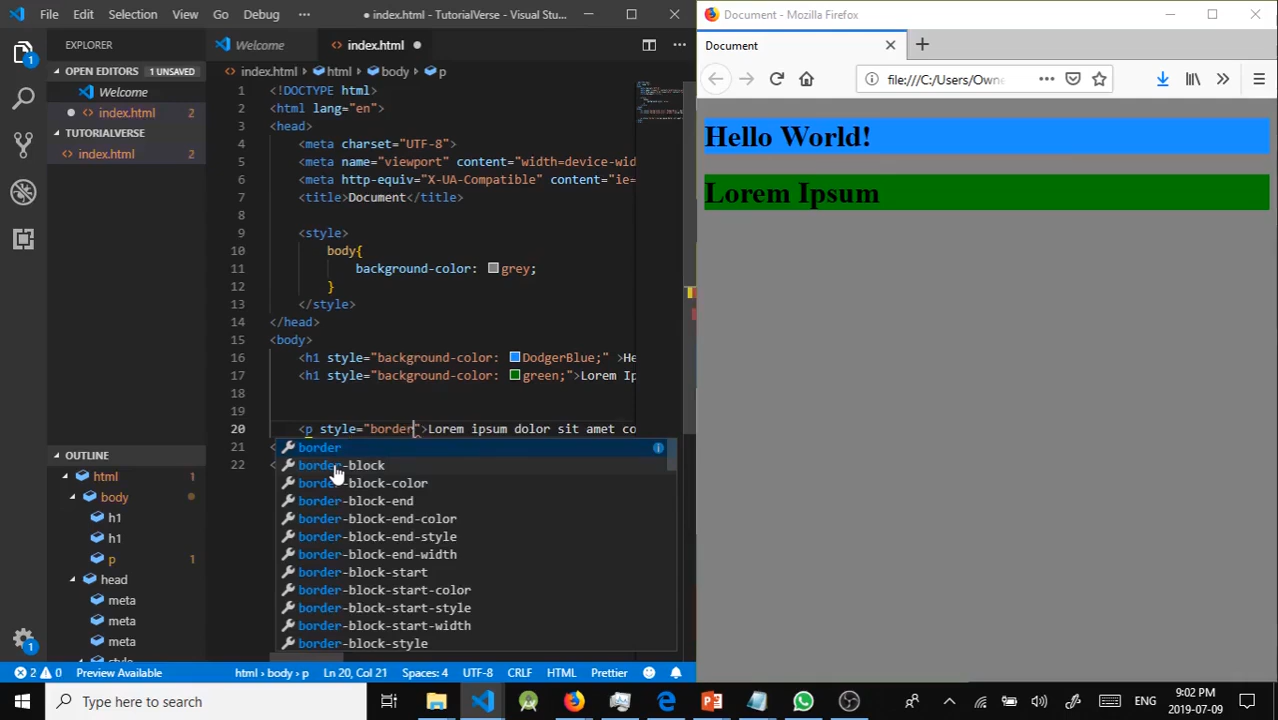 File Edit Selection View Go Debug ··· ● index.html - TutorialVerse - Visual Stu...
Document - Mozilla Firefox
EXPLORER
Welcome
index.html
Document
OPEN EDITORS 1 UNSAVED
Welcome
index.html 2
TUTORIALVERSE
index.html 2
index.html › html › body › p
file:///C:/Users/Owne
1 <!DOCTYPE html>
2 <html lang="en">
3 <head>
4 <meta charset="UTF-8">
5 <meta name="viewport" content="width=device-wid
6 <meta http-equiv="X-UA-Compatible" content="ie=
7 <title>Document</title>
8
9 <style>
10 body{
11 background-color: grey;
12 }
13 </style>
14 </head>
15 <body>
16 <h1 style="background-color: DodgerBlue;" >He
17 <h1 style="background-color: green;">Lorem Ip
18
19
20 <p style="border">Lorem ipsum dolor sit amet co
21 <
22 <
border
border-block
border-block-color
border-block-end
border-block-end-color
border-block-end-style
border-block-end-width
border-block-start
border-block-start-color
border-block-start-style
border-block-start-width
border-block-style
OUTLINE
html 1
body
h1
h1
p 1
head
meta
meta
meta
Hello World!
Lorem Ipsum
1
1
2 0 Preview Available
html › body › p Ln 20, Col 21 Spaces: 4 UTF-8 CRLF HTML Prettier
Type here to search
ENG
9:02 PM
2019-07-09